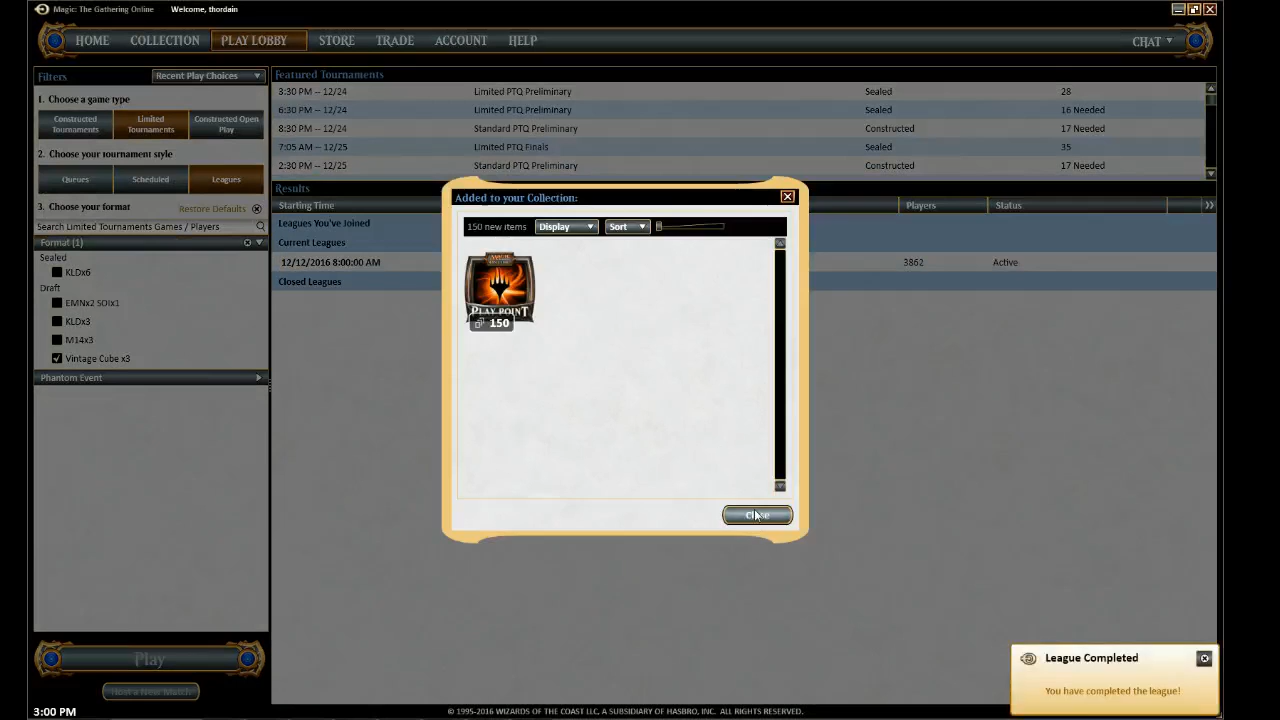 Magic: The Gathering Online Welcome, thordain
HOME COLLECTION PLAY LOBBY STORE TRADE ACCOUNT HELP CHAT
Filters Recent Play Choices
1. Choose a game type
Constructed Tournaments Limited Tournaments Constructed Open Play
2. Choose your tournament style
Queues Scheduled Leagues
3. Choose your format Restore Defaults
Search Limited Tournaments Games / Players
Format (1)
Sealed
KLDx6
Draft
EMNx2 SOIx1
KLDx3
M14x3
Vintage Cube x3
Phantom Event
Featured Tournaments
3:30 PM -- 12/24 Limited PTQ Preliminary Sealed 28
6:30 PM -- 12/24 Limited PTQ Preliminary Sealed 16 Needed
8:30 PM -- 12/24 Standard PTQ Preliminary Constructed 17 Needed
7:05 AM -- 12/25 Limited PTQ Finals Sealed 35
2:30 PM -- 12/25 Standard PTQ Preliminary Constructed 17 Needed
Results
Starting Time Players Status
Leagues You've Joined
Current Leagues
12/12/2016 8:00:00 AM 3862 Active
Closed Leagues
Added to your Collection:
150 new items Display Sort
PLAY POINT
150
Close
Play
Host a New Match
League Completed
You have completed the league!
3:00 PM
© 1995-2016 WIZARDS OF THE COAST LLC, A SUBSIDIARY OF HASBRO, INC. ALL RIGHTS RESERVED.